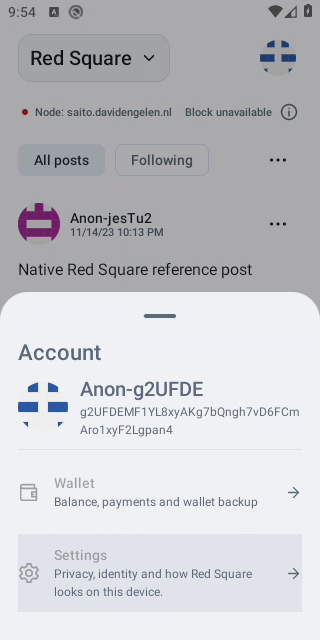 9:54
Red Square
Node: saito.davidengelen.nl Block unavailable
All posts Following
Anon-jesTu2
11/14/23 10:13 PM
Native Red Square reference post
Account
Anon-g2UFDE
g2UFDEMF1YL8xyAKg7bQngh7vD6FCm
Aro1xyF2Lgpan4
Wallet
Balance, payments and wallet backup
Settings
Privacy, identity and how Red Square
looks on this device.